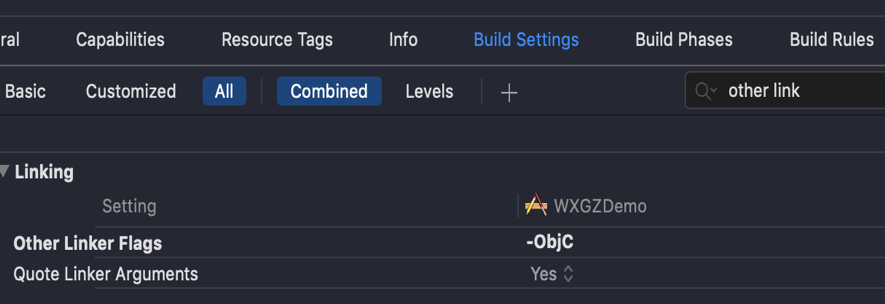 ral Capabilities Resource Tags Info Build Settings Build Phases Build Rules
Basic Customized All Combined Levels + other link
Linking
Setting WXGZDemo
Other Linker Flags -ObjC
Quote Linker Arguments Yes